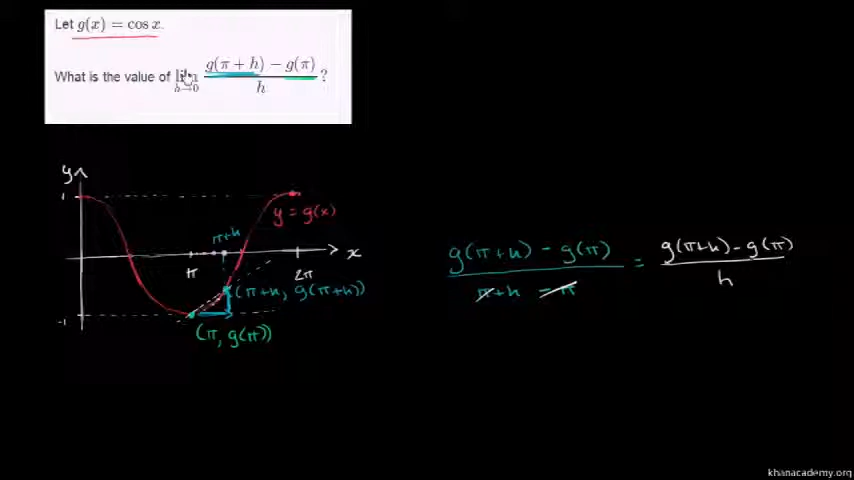 Let g(x) = cos x.
What is the value of lim h→0 g(π + h) − g(π) / h ?
y
1
π+h
y = g(x)
x
π
2π
(π+h, g(π+h))
-1
(π, g(π))
g(π+h) − g(π) / π+h − π = g(π+h) − g(π) / h
khanacademy.org